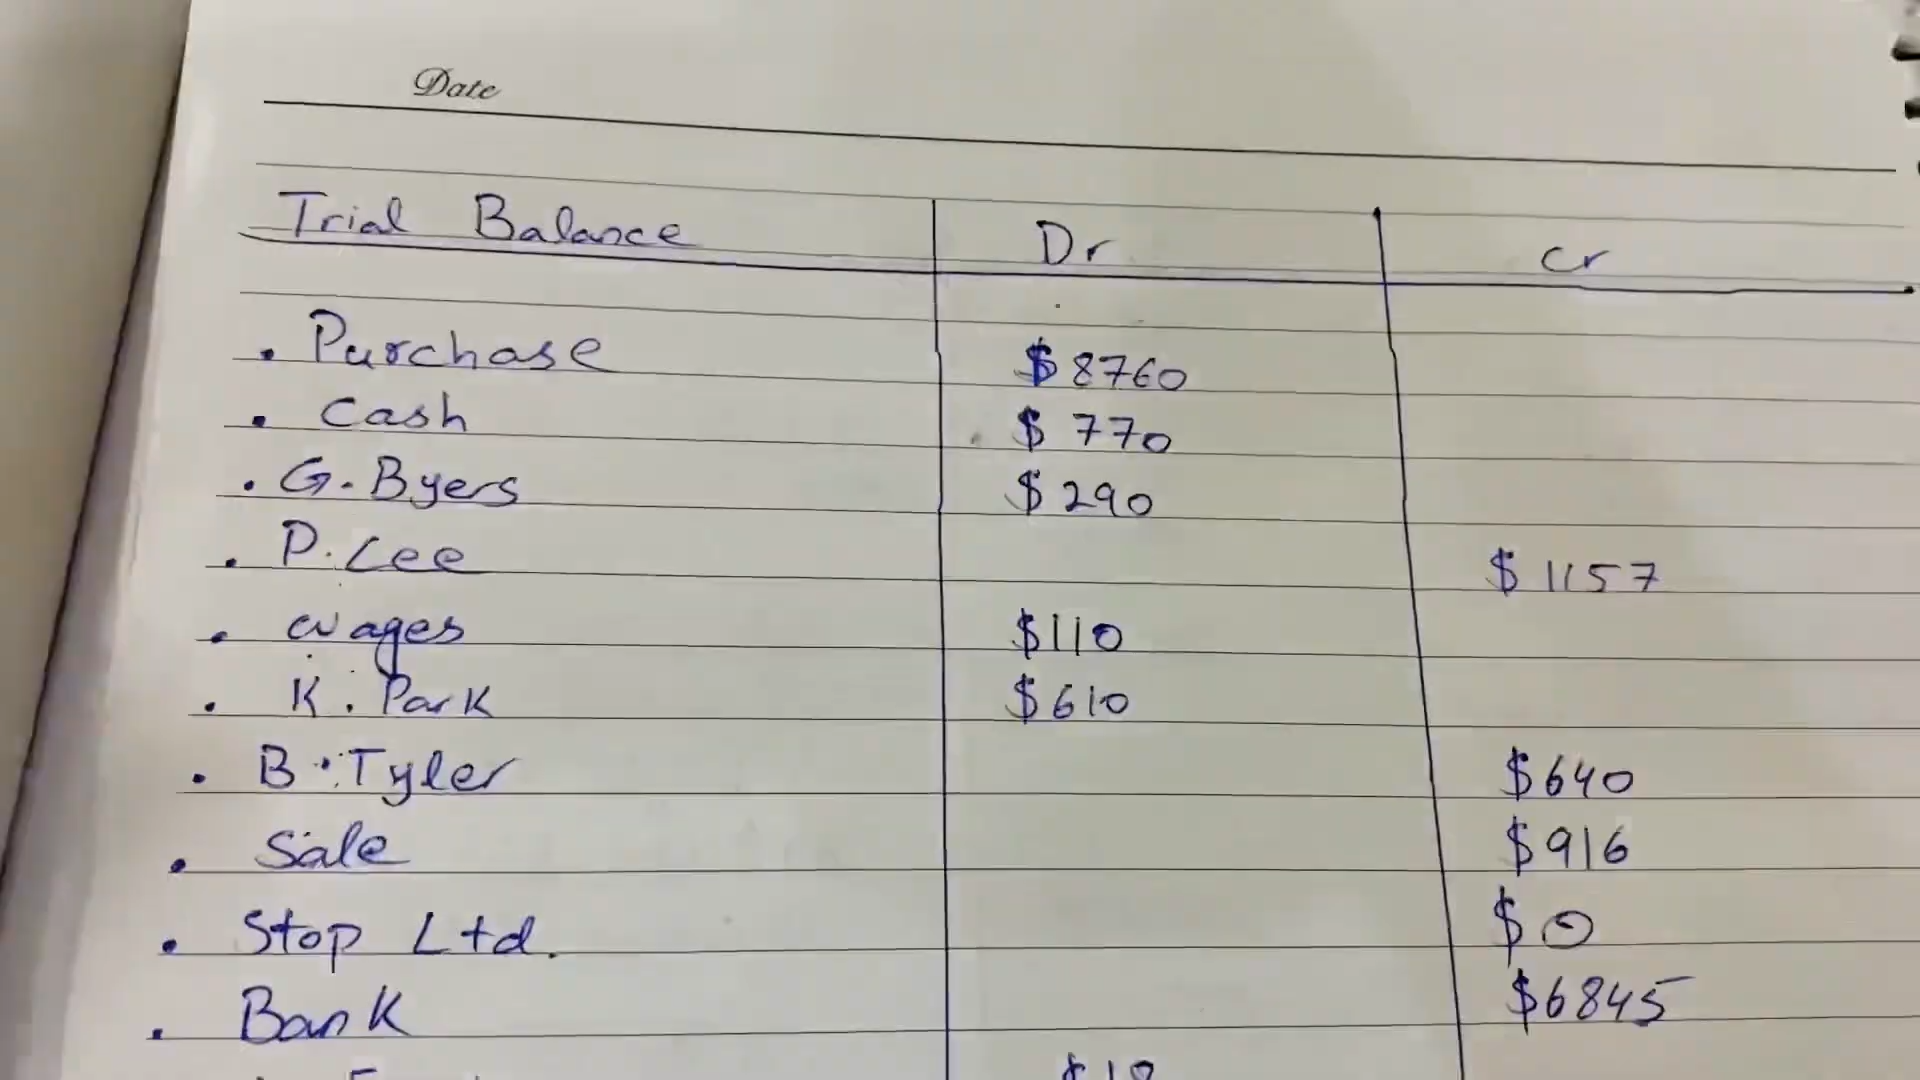 Date
Trial Balance Dr Cr
. Purchase $ 8760
. Cash $ 770
. G. Byers $ 290
. P. Lee $ 1157
. wages $110
. K. Park $610
. B. Tyler $640
. Sale $916
. Stop Ltd. $0
. Bank $6845